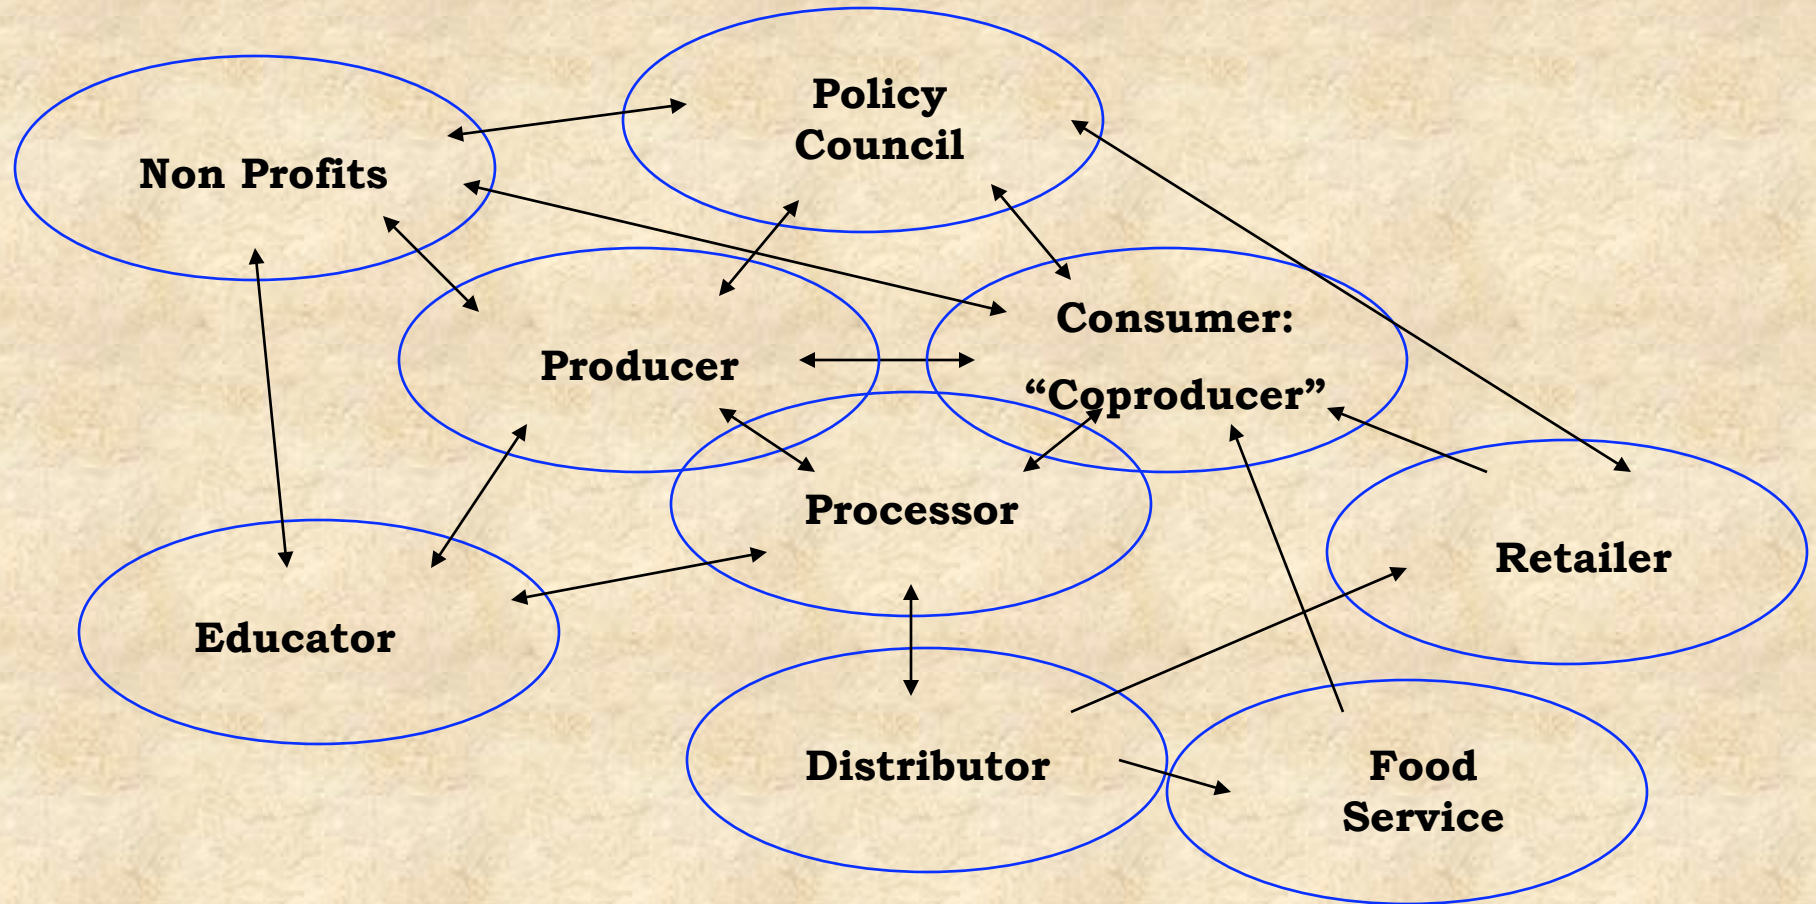 Policy
Council
Non Profits
Consumer:
Producer
“Coproducer”
Processor
Retailer
Educator
Distributor
Food
Service